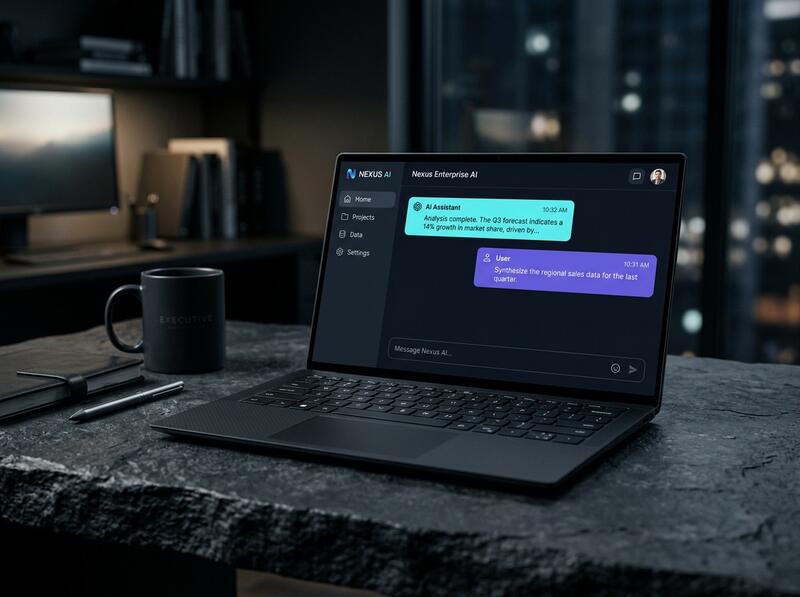 NEXUS AI
Nexus Enterprise AI
Home
Projects
Data
Settings
AI Assistant
10:32 AM
Analysis complete. The Q3 forecast indicates a
14% growth in market share, driven by...
User
10:31 AM
Synthesize the regional sales data for the last
quarter.
Message Nexus AI...
EXECUTIVE